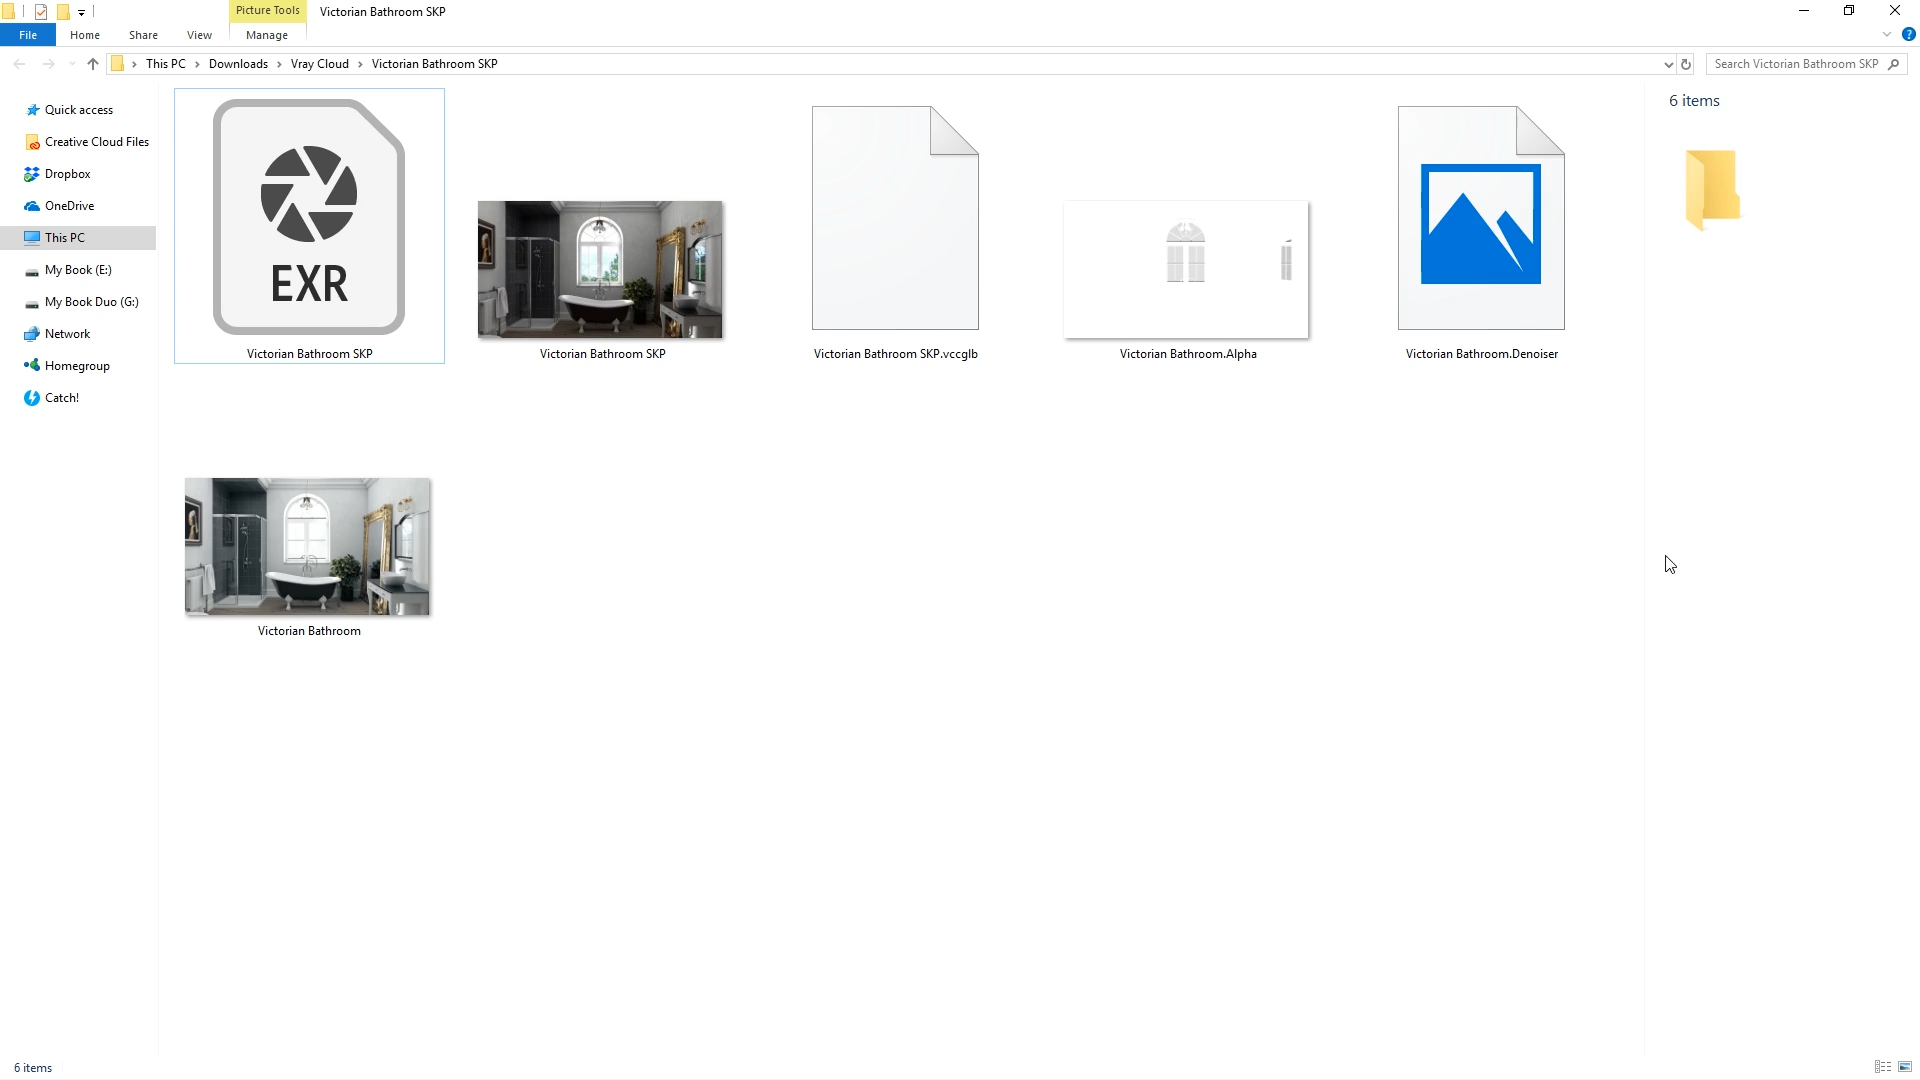 Picture Tools
Victorian Bathroom SKP
File
Home
Share
View
Manage
?
This PC
Downloads
Vray Cloud
Victorian Bathroom SKP
Search Victorian Bathroom SKP
Quick access
Creative Cloud Files
Dropbox
OneDrive
This PC
My Book (E:)
My Book Duo (G:)
Network
Homegroup
Catch!
EXR
Victorian Bathroom SKP
Victorian Bathroom SKP
Victorian Bathroom SKP.vccglb
Victorian Bathroom.Alpha
Victorian Bathroom.Denoiser
Victorian Bathroom
6 items
6 items